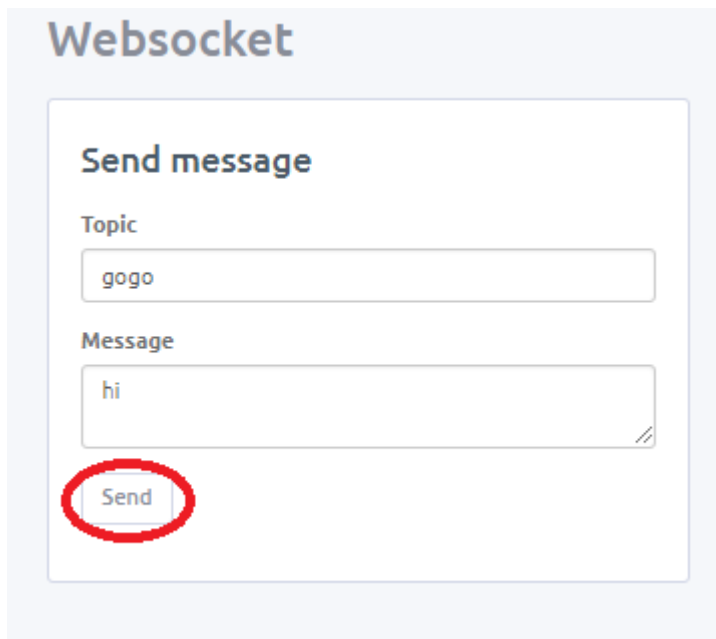 Websocket
Send message
Topic
gogo
Message
hi
Send